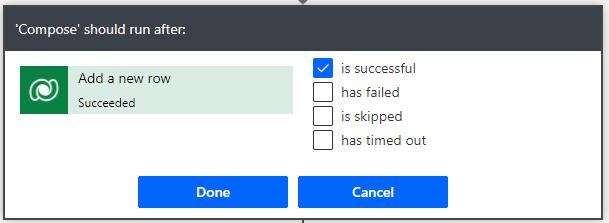 'Compose' should run after:
Add a new row
Succeeded
is successful
has failed
is skipped
has timed out
Done
Cancel